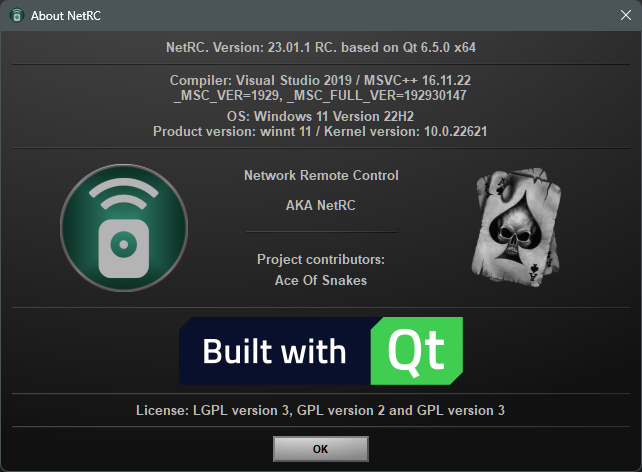 About NetRC
NetRC. Version: 23.01.1 RC. based on Qt 6.5.0 x64
Compiler: Visual Studio 2019 / MSVC++ 16.11.22
_MSC_VER=1929, _MSC_FULL_VER=192930147
OS: Windows 11 Version 22H2
Product version: winnt 11 / Kernel version: 10.0.22621
Network Remote Control
AKA NetRC
Project contributors:
Ace Of Snakes
Built with Qt
License: LGPL version 3, GPL version 2 and GPL version 3
OK